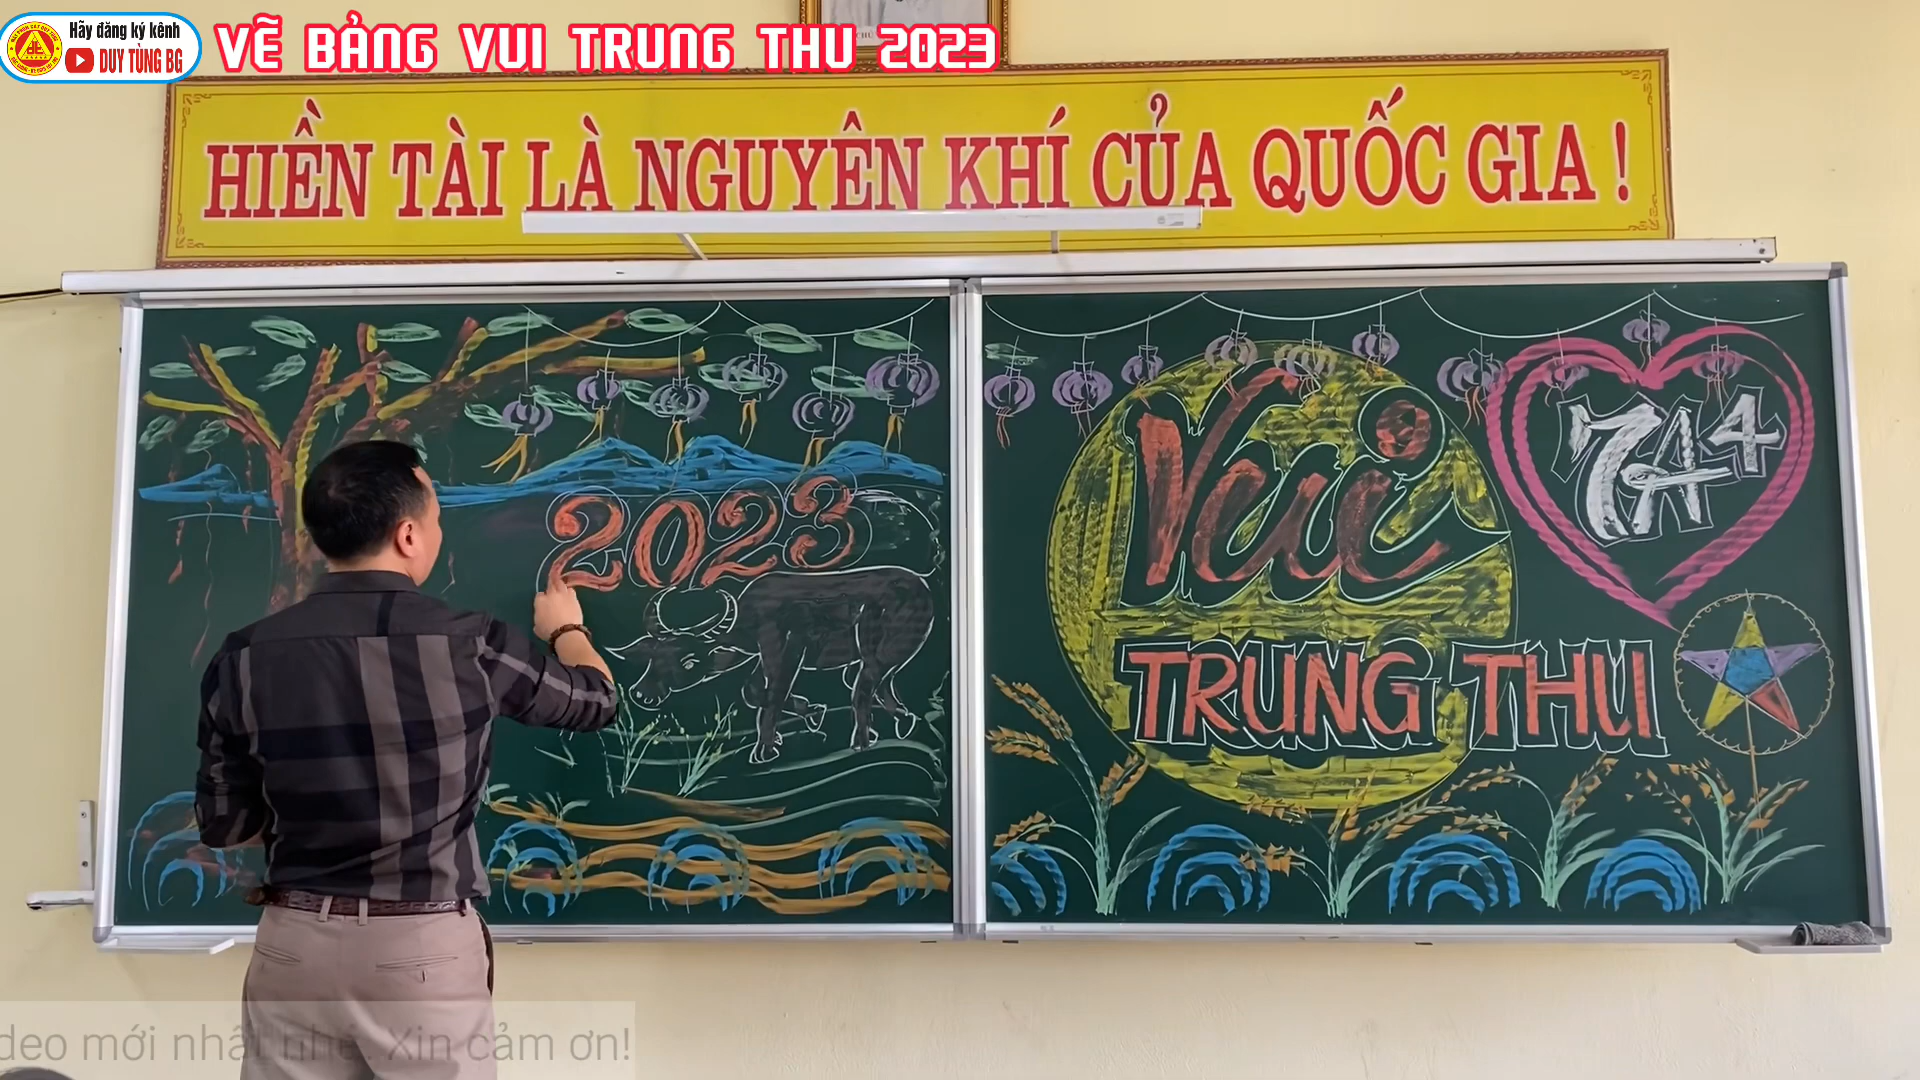 Hãy đăng ký kênh
DUY TÙNG BG
VẼ BẢNG VUI TRUNG THU 2023
HIỀN TÀI LÀ NGUYÊN KHÍ CỦA QUỐC GIA !
2023
Vui
TRUNG THU
7A4
deo mới nhất nhé. Xin cảm ơn!